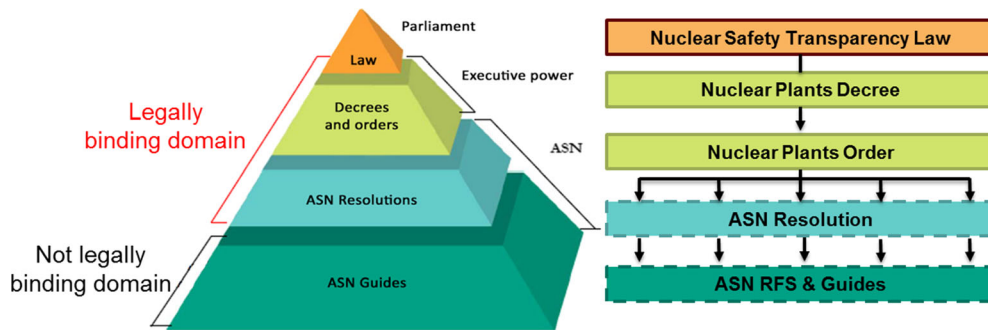 Parliament
Law
Executive power
Legally
binding domain
Decrees
and orders
ASN
ASN Resolutions
Not legally
binding domain
ASN Guides
Nuclear Safety Transparency Law
Nuclear Plants Decree
Nuclear Plants Order
ASN Resolution
ASN RFS & Guides